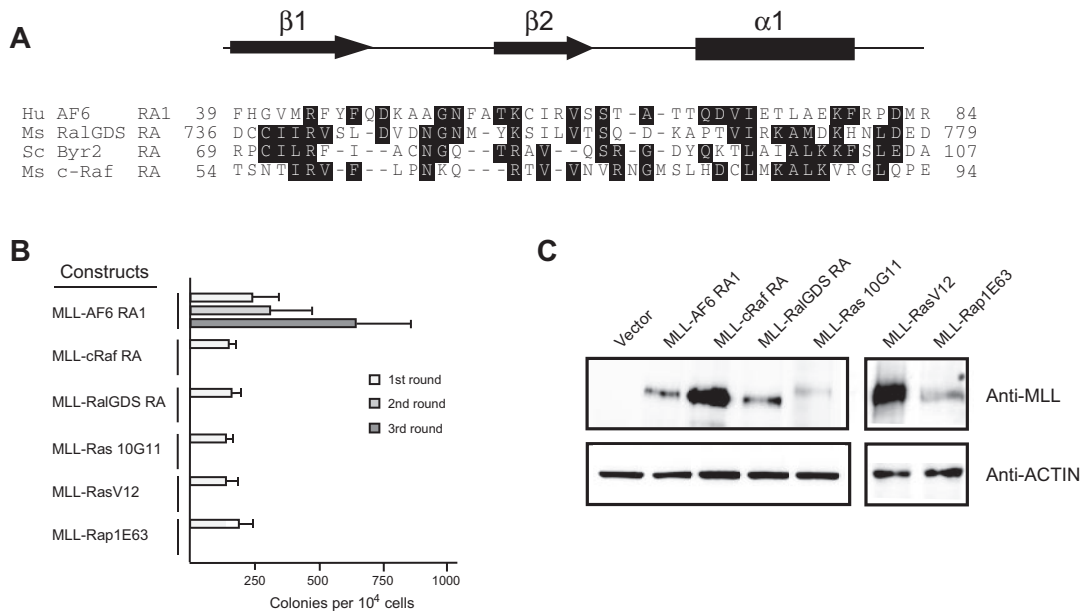 A
β1 β2 α1
Hu AF6 RA1 39 FHGVMRFYFQDKAAGNFATKCIRVSST-A-TTQDVIETLAEKFRPDMR 84
Ms RalGDS RA 736 DCCIIRVSL-DVDNGNM-YKSILVTSQ-D-KAPTVIRKAMDKHNLDED 779
Sc Byr2 RA 69 RPCILRF-I--ACNGQ--TRAV--QSR-G-DYQKTLAIALKKFSLEDA 107
Ms c-Raf RA 54 TSNTIRV-F--LPNKQ---RTV-VNVRNGMSLHDCLMKALKVRGLQPE 94
B
Constructs
MLL-AF6 RA1
MLL-cRaf RA
MLL-RalGDS RA
MLL-Ras 10G11
MLL-RasV12
MLL-Rap1E63
1st round
2nd round
3rd round
250 500 750 1000
Colonies per 10⁴ cells
C
Vector
MLL-AF6 RA1
MLL-cRaf RA
MLL-RalGDS RA
MLL-Ras 10G11
MLL-RasV12
MLL-Rap1E63
Anti-MLL
Anti-ACTIN